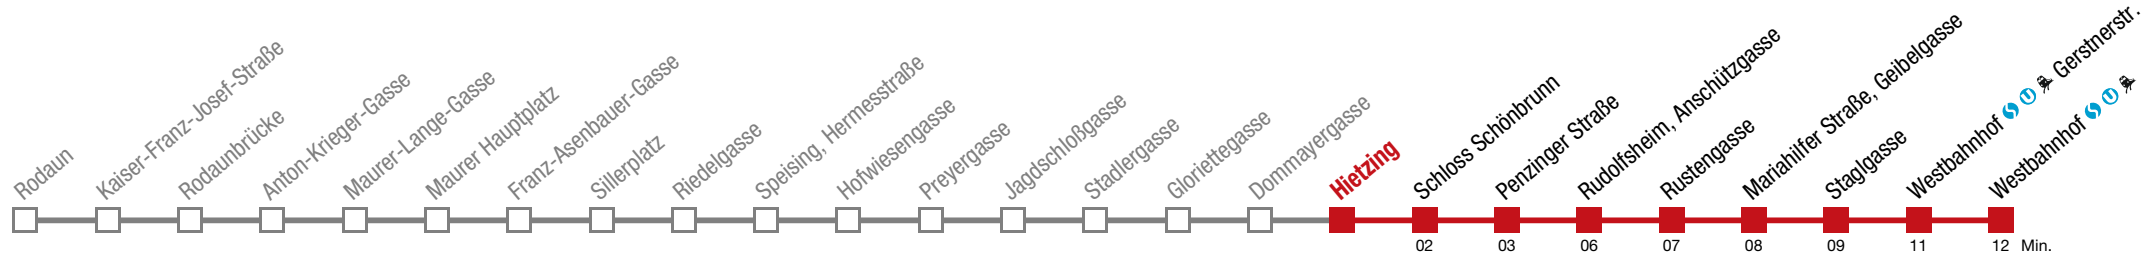 Rodaun
Kaiser-Franz-Josef-Straße
Rodaunbrücke
Anton-Krieger-Gasse
Maurer-Lange-Gasse
Maurer Hauptplatz
Franz-Asenbauer-Gasse
Sillerplatz
Riedelgasse
Speising, Hermesstraße
Hofwiesengasse
Preyergasse
Jagdschloßgasse
Stadlergasse
Gloriettegasse
Dommayergasse
Hietzing
Schloss Schönbrunn
Penzinger Straße
Rudolfsheim, Anschützgasse
Rustengasse
Mariahilfer Straße, Geibelgasse
Staglgasse
Westbahnhof S U Gerstnerstr.
Westbahnhof S U
02 03 06 07 08 09 11 12 Min.